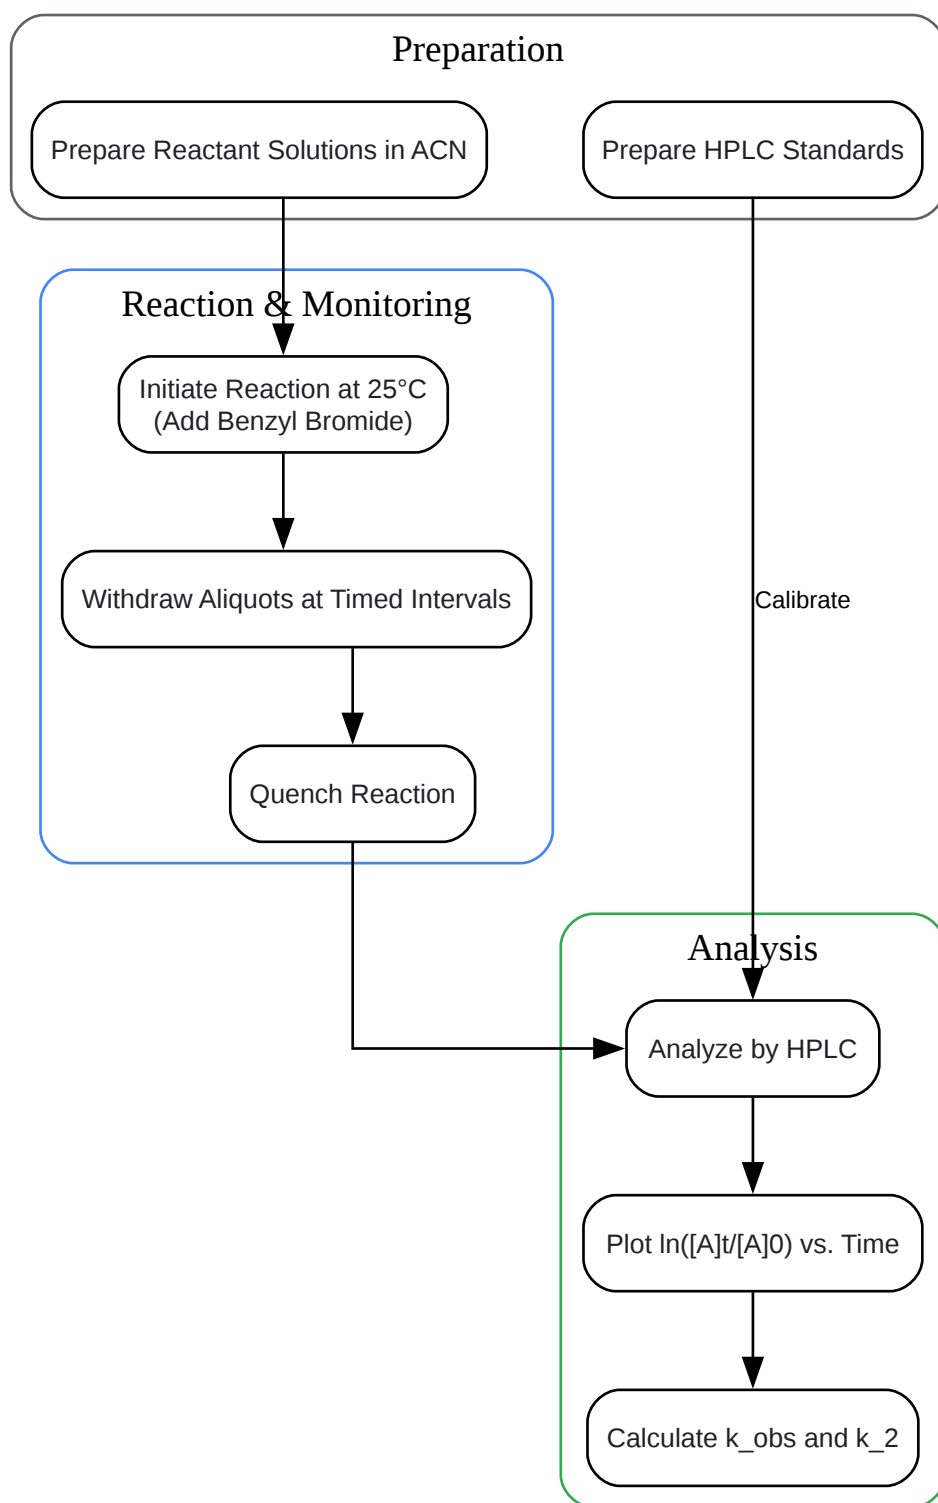 Preparation
Prepare Reactant Solutions in ACN
Prepare HPLC Standards
Reaction & Monitoring
Initiate Reaction at 25°C
(Add Benzyl Bromide)
Withdraw Aliquots at Timed Intervals
Calibrate
Quench Reaction
Analysis
Analyze by HPLC
Plot ln([A]t/[A]0) vs. Time
Calculate k_obs and k_2